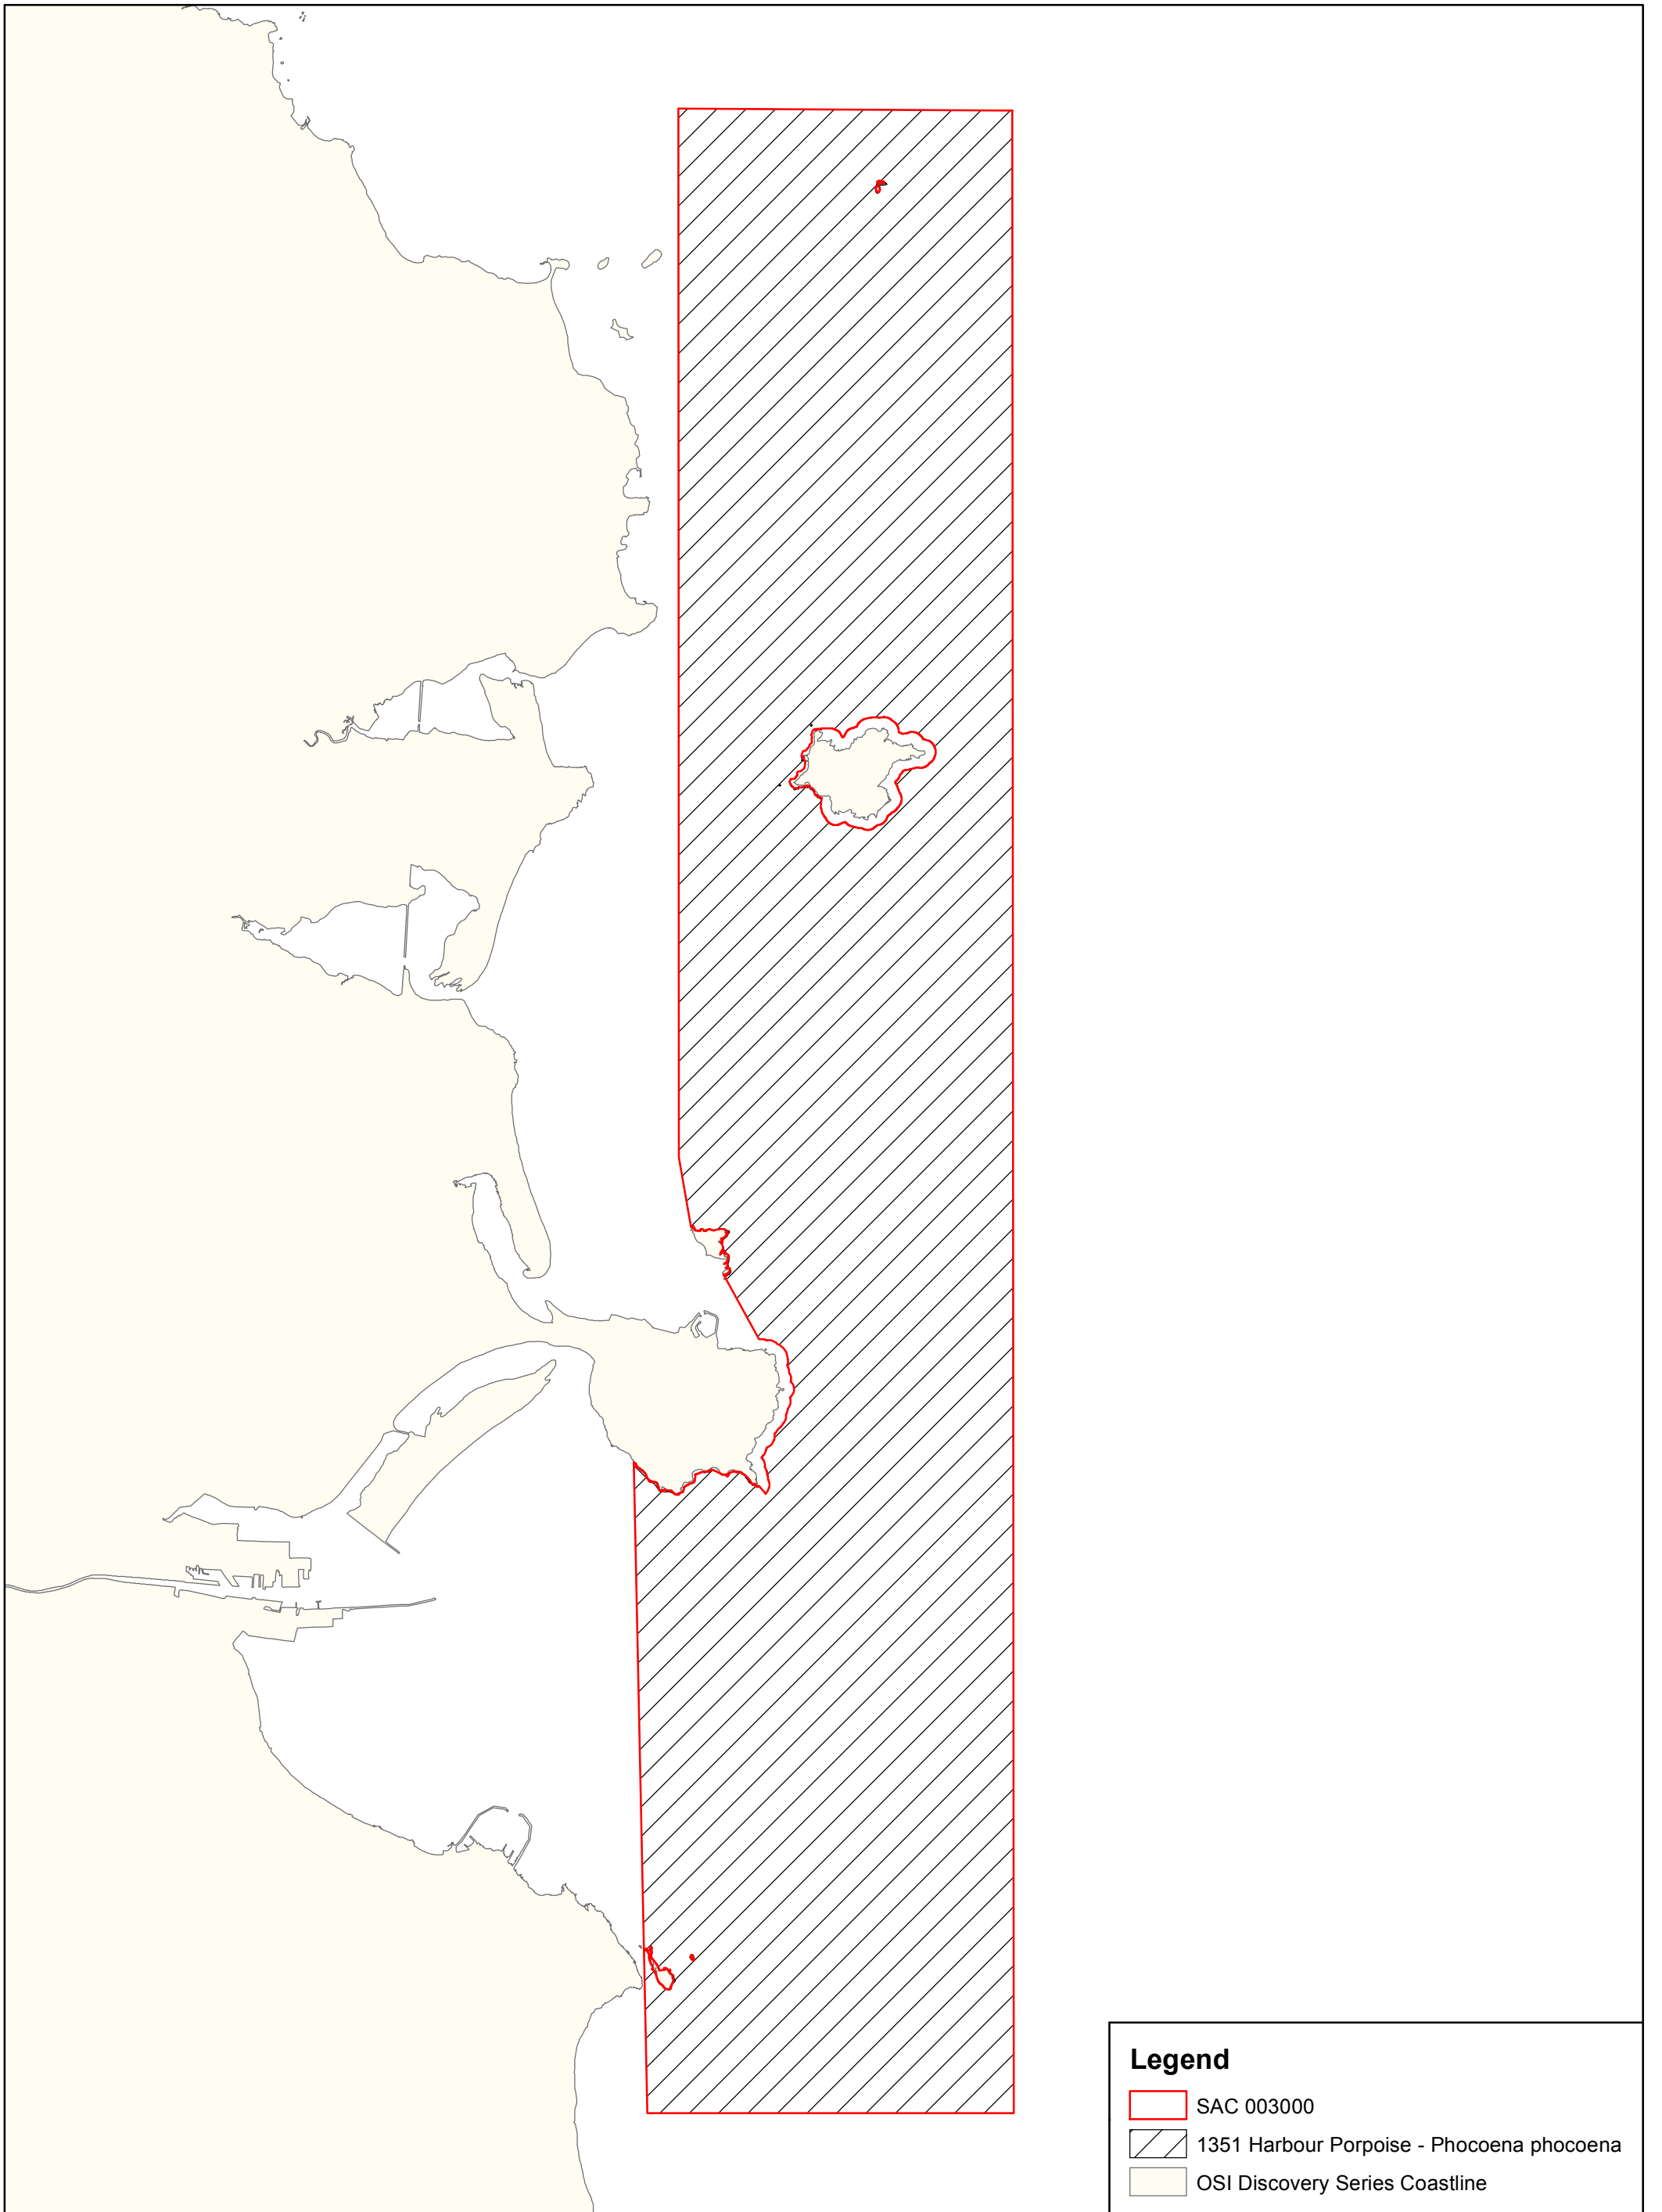 Legend
SAC 003000
1351 Harbour Porpoise - Phocoena phocoena
OSI Discovery Series Coastline